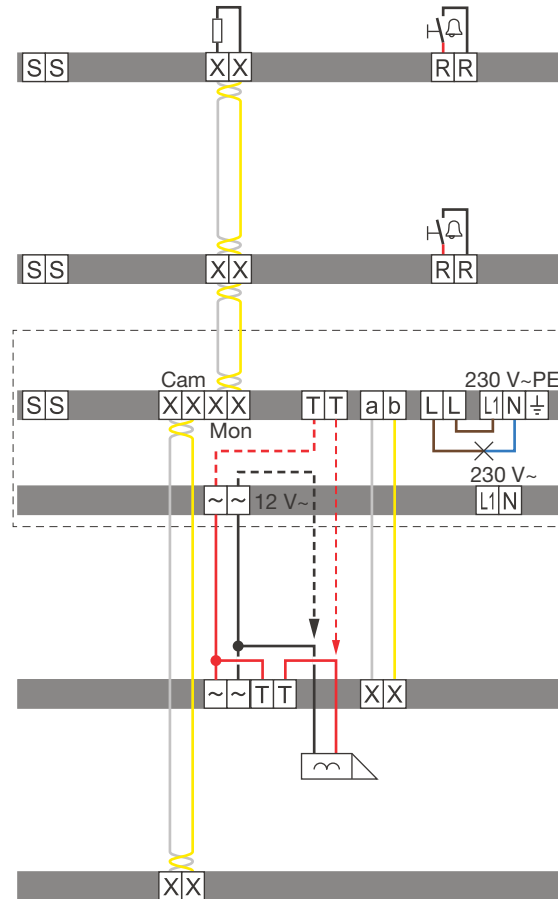 S S X X R R
S S X X R R
Cam 230 V~PE
S S X X X X T T a b L L L1 N
Mon
230 V~
~ ~ 12 V~ L1 N
~ ~ T T X X
X X